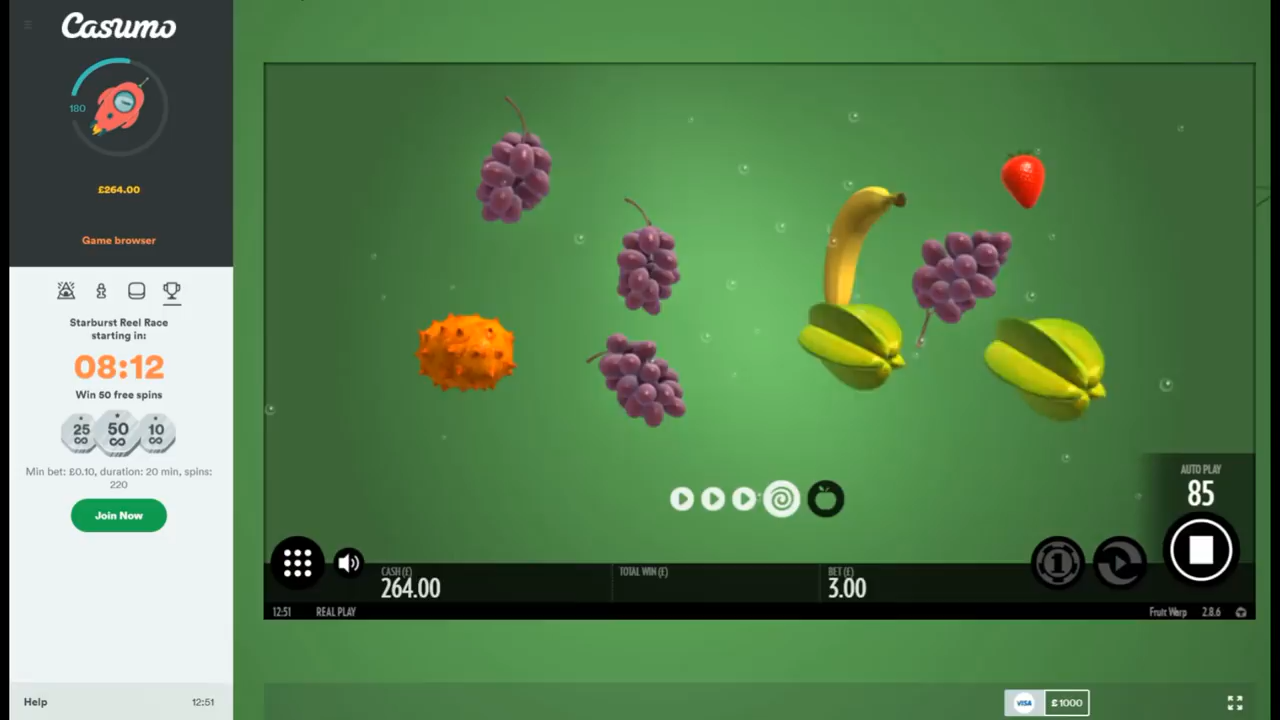 Casumo
180
£264.00
Game browser
Starburst Reel Race
starting in:
08:12
Win 50 free spins
25 50 10
Min bet: £0.10, duration: 20 min, spins:
220
Join Now
Help 12:51
AUTO PLAY
85
1
CASH (£)
264.00
TOTAL WIN (£)
BET (£)
3.00
12:51 REAL PLAY
Fruit Warp 2.8.6
VISA £1000